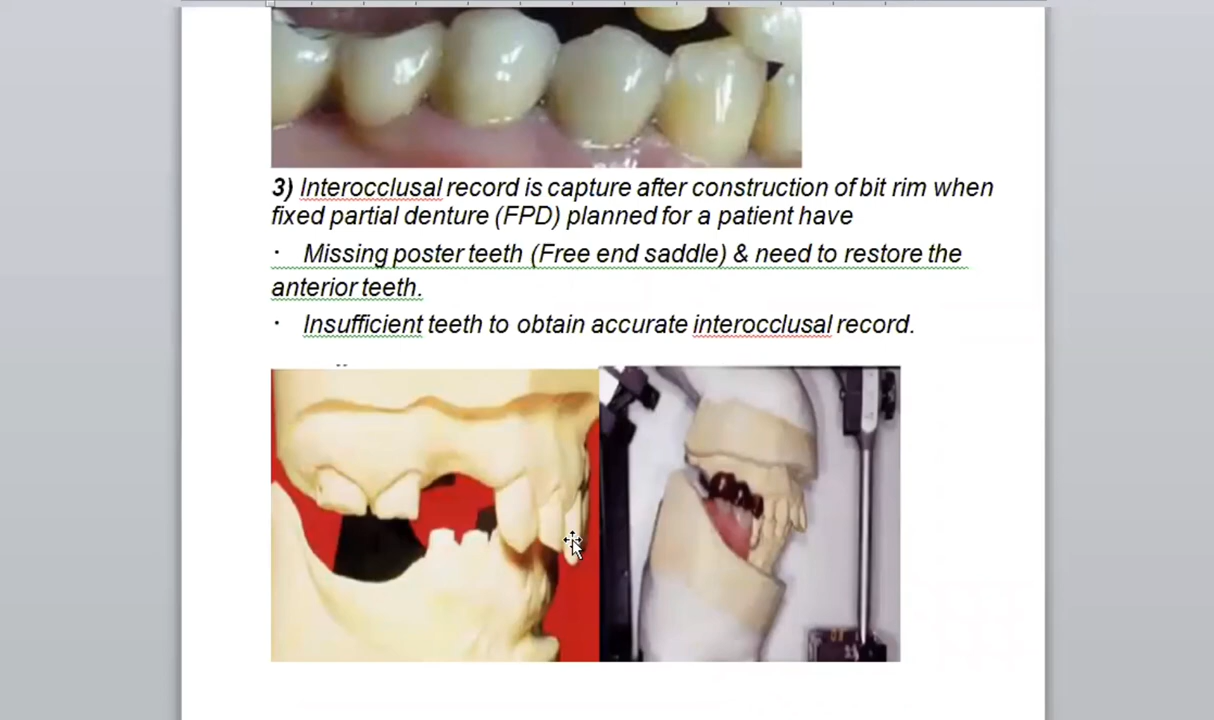 3) Interocclusal record is capture after construction of bit rim when
fixed partial denture (FPD) planned for a patient have
· Missing poster teeth (Free end saddle) & need to restore the
anterior teeth.
· Insufficient teeth to obtain accurate interocclusal record.